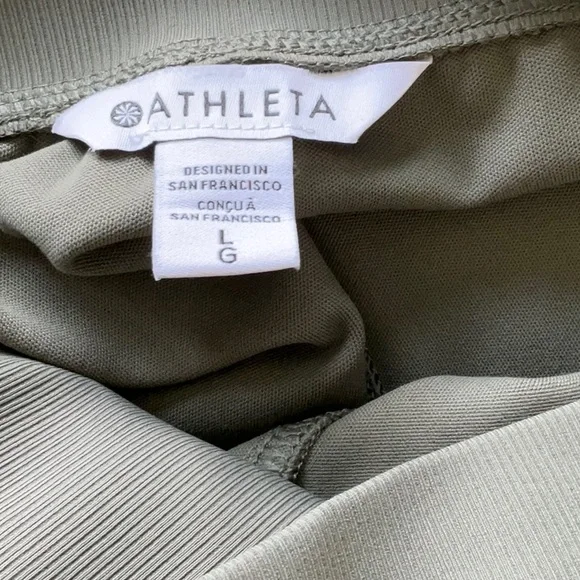 ATHLETA
DESIGNED IN
SAN FRANCISCO
CONÇU À
SAN FRANCISCO
L
G